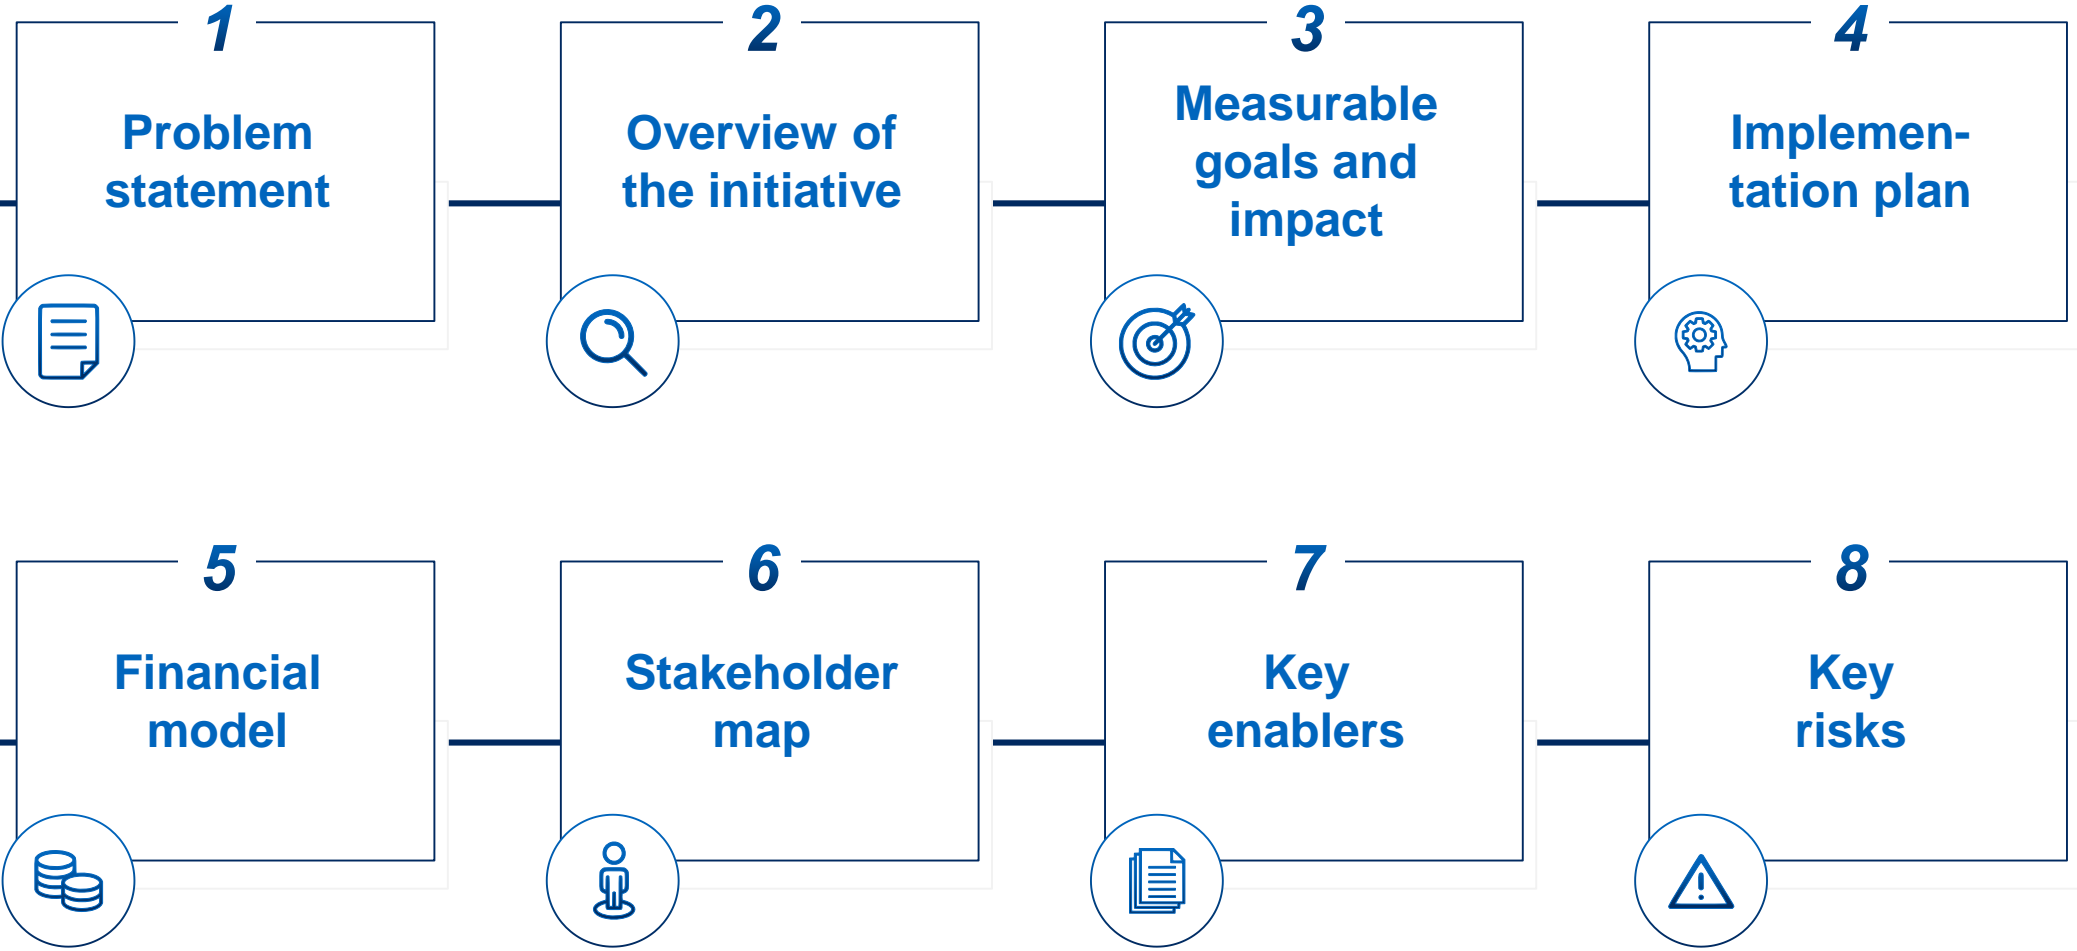 1
Problem
statement
2
Overview of
the initiative
3
Measurable
goals and
impact
4
Implemen-
tation plan
5
Financial
model
6
Stakeholder
map
7
Key
enablers
8
Key
risks